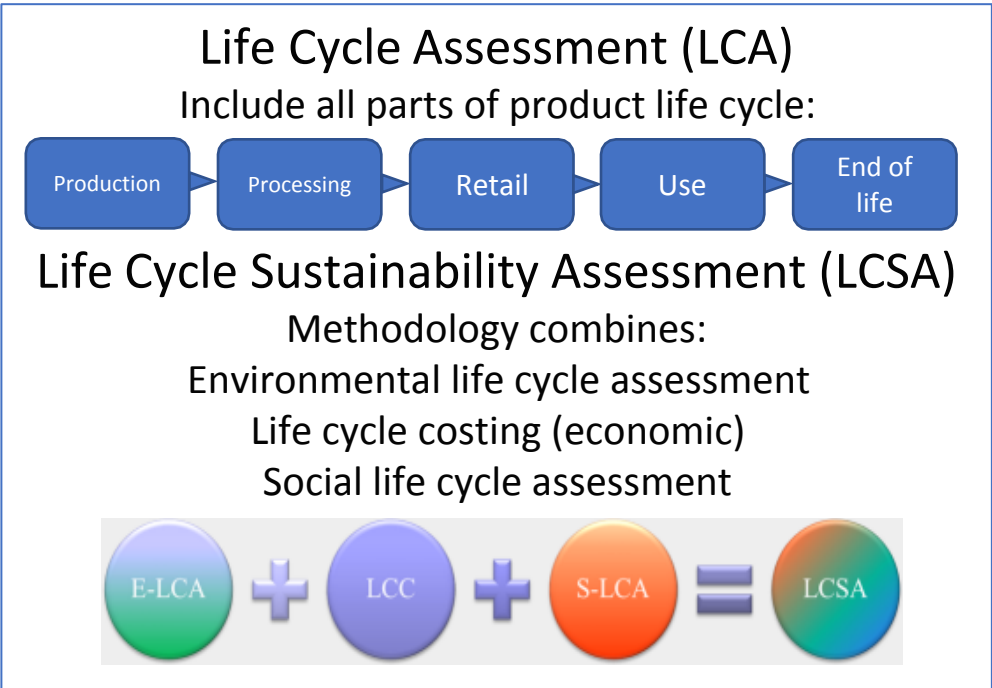 Life Cycle Assessment (LCA)
Include all parts of product life cycle:
Production
Processing
Retail
Use
End of
life
Life Cycle Sustainability Assessment (LCSA)
Methodology combines:
Environmental life cycle assessment
Life cycle costing (economic)
Social life cycle assessment
E-LCA + LCC + S-LCA = LCSA